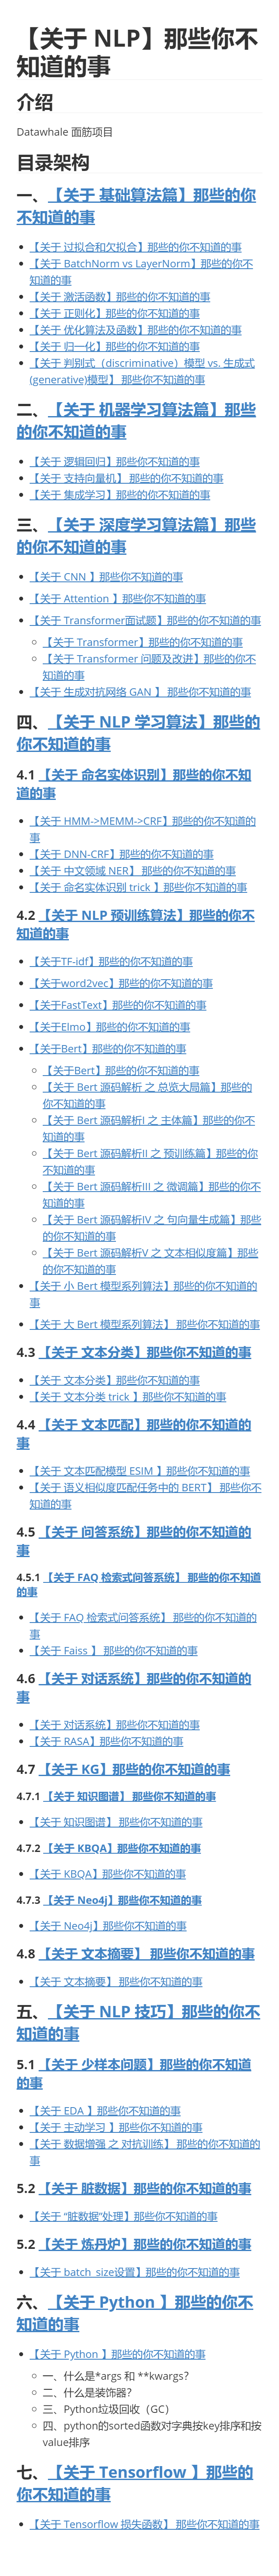 【关于 NLP】那些你不
知道的事
介绍
Datawhale 面筋项目
目录架构
一、【关于 基础算法篇】那些的你
不知道的事
【关于 过拟合和欠拟合】那些的你不知道的事
【关于 BatchNorm vs LayerNorm】那些的你不
知道的事
【关于 激活函数】那些的你不知道的事
【关于 正则化】那些的你不知道的事
【关于 优化算法及函数】那些的你不知道的事
【关于 归一化】那些的你不知道的事
【关于 判别式（discriminative）模型 vs. 生成式
(generative)模型】 那些的你不知道的事
二、【关于 机器学习算法篇】那些
的你不知道的事
【关于 逻辑回归】那些的你不知道的事
【关于 支持向量机】 那些的你不知道的事
【关于 集成学习】那些的你不知道的事
三、【关于 深度学习算法篇】那些
的你不知道的事
【关于 CNN 】那些的你不知道的事
【关于 Attention 】那些的你不知道的事
【关于 Transformer面试题】那些的你不知道的事
【关于 Transformer】那些的你不知道的事
【关于 Transformer 问题及改进】那些的你不
知道的事
【关于 生成对抗网络 GAN 】 那些的你不知道的事
四、【关于 NLP 学习算法】那些的
你不知道的事
4.1 【关于 命名实体识别】那些的你不知
道的事
【关于 HMM->MEMM->CRF】那些的你不知道的
事
【关于 DNN-CRF】那些的你不知道的事
【关于 中文领域 NER】 那些的你不知道的事
【关于 命名实体识别 trick 】那些的你不知道的事
4.2 【关于 NLP 预训练算法】那些的你不
知道的事
【关于TF-idf】那些的你不知道的事
【关于word2vec】那些的你不知道的事
【关于FastText】那些的你不知道的事
【关于Elmo】那些的你不知道的事
【关于Bert】那些的你不知道的事
【关于Bert】那些的你不知道的事
【关于 Bert 源码解析 之 总览大局篇】那些的
你不知道的事
【关于 Bert 源码解析I 之 主体篇】那些的你不
知道的事
【关于 Bert 源码解析II 之 预训练篇】那些的你
不知道的事
【关于 Bert 源码解析III 之 微调篇】那些的你不
知道的事
【关于 Bert 源码解析IV 之 句向量生成篇】那些
的你不知道的事
【关于 Bert 源码解析V 之 文本相似度篇】那些
的你不知道的事
【关于 小 Bert 模型系列算法】那些的你不知道的
事
【关于 大 Bert 模型系列算法】 那些的你不知道的事
4.3 【关于 文本分类】那些的你不知道的事
【关于 文本分类】那些的你不知道的事
【关于 文本分类 trick 】那些的你不知道的事
4.4 【关于 文本匹配】那些的你不知道的
事
【关于 文本匹配模型 ESIM 】那些的你不知道的事
【关于 语义相似度匹配任务中的 BERT】 那些的你不
知道的事
4.5 【关于 问答系统】那些的你不知道的
事
4.5.1 【关于 FAQ 检索式问答系统】 那些的你不知道
的事
【关于 FAQ 检索式问答系统】 那些的你不知道的
事
【关于 Faiss 】 那些的你不知道的事
4.6 【关于 对话系统】那些的你不知道的
事
【关于 对话系统】那些的你不知道的事
【关于 RASA】那些的你不知道的事
4.7 【关于 KG】那些的你不知道的事
4.7.1 【关于 知识图谱】 那些的你不知道的事
【关于 知识图谱】 那些的你不知道的事
4.7.2 【关于 KBQA】那些的你不知道的事
【关于 KBQA】那些的你不知道的事
4.7.3 【关于 Neo4j】那些的你不知道的事
【关于 Neo4j】那些的你不知道的事
4.8 【关于 文本摘要】 那些的你不知道的事
【关于 文本摘要】 那些的你不知道的事
五、【关于 NLP 技巧】那些的你不
知道的事
5.1 【关于 少样本问题】那些的你不知道
的事
【关于 EDA 】那些的你不知道的事
【关于 主动学习 】那些的你不知道的事
【关于 数据增强 之 对抗训练】 那些的你不知道的
事
5.2 【关于 脏数据】那些的你不知道的事
【关于 “脏数据”处理】那些的你不知道的事
5.2 【关于 炼丹炉】那些的你不知道的事
【关于 batch_size设置】那些的你不知道的事
六、【关于 Python 】那些的你不
知道的事
【关于 Python 】那些的你不知道的事
一、什么是*args 和 **kwargs?
二、什么是装饰器？
三、Python垃圾回收（GC）
四、python的sorted函数对字典按key排序和按
value排序
七、【关于 Tensorflow 】那些的
你不知道的事
【关于 Tensorflow 损失函数】 那些的你不知道的事